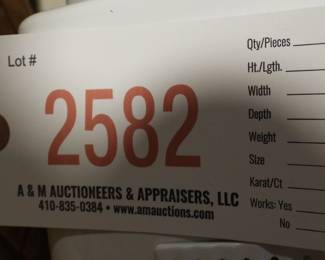 Lot #
2582
A & M AUCTIONEERS & APPRAISERS, LLC
410-835-0384 • www.amauctions.com
Qty/Pieces
Ht./Lgth.
Width
Depth
Weight
Size
Karat/Ct
Works: Yes
No